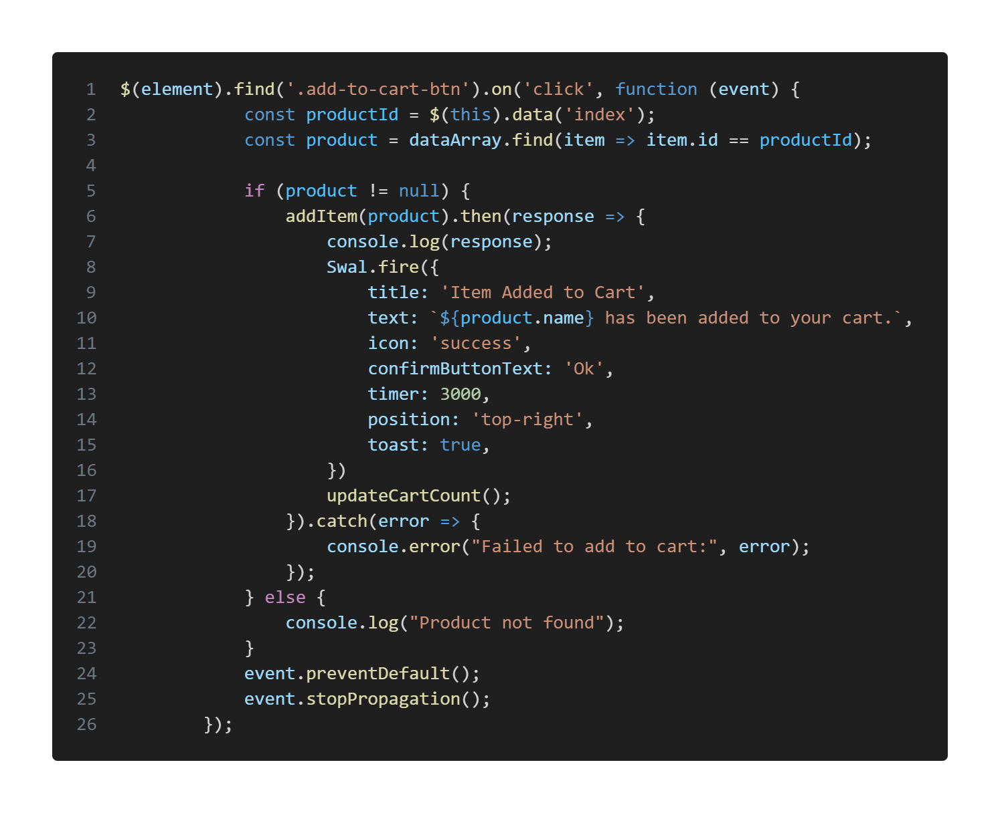 1 $(element).find('.add-to-cart-btn').on('click', function (event) {
2             const productId = $(this).data('index');
3             const product = dataArray.find(item => item.id == productId);
4
5             if (product != null) {
6                 addItem(product).then(response => {
7                     console.log(response);
8                     Swal.fire({
9                         title: 'Item Added to Cart',
10                         text: `${product.name} has been added to your cart.`,
11                         icon: 'success',
12                         confirmButtonText: 'Ok',
13                         timer: 3000,
14                         position: 'top-right',
15                         toast: true,
16                     })
17                     updateCartCount();
18                 }).catch(error => {
19                     console.error("Failed to add to cart:", error);
20                 });
21             } else {
22                 console.log("Product not found");
23             }
24             event.preventDefault();
25             event.stopPropagation();
26         });